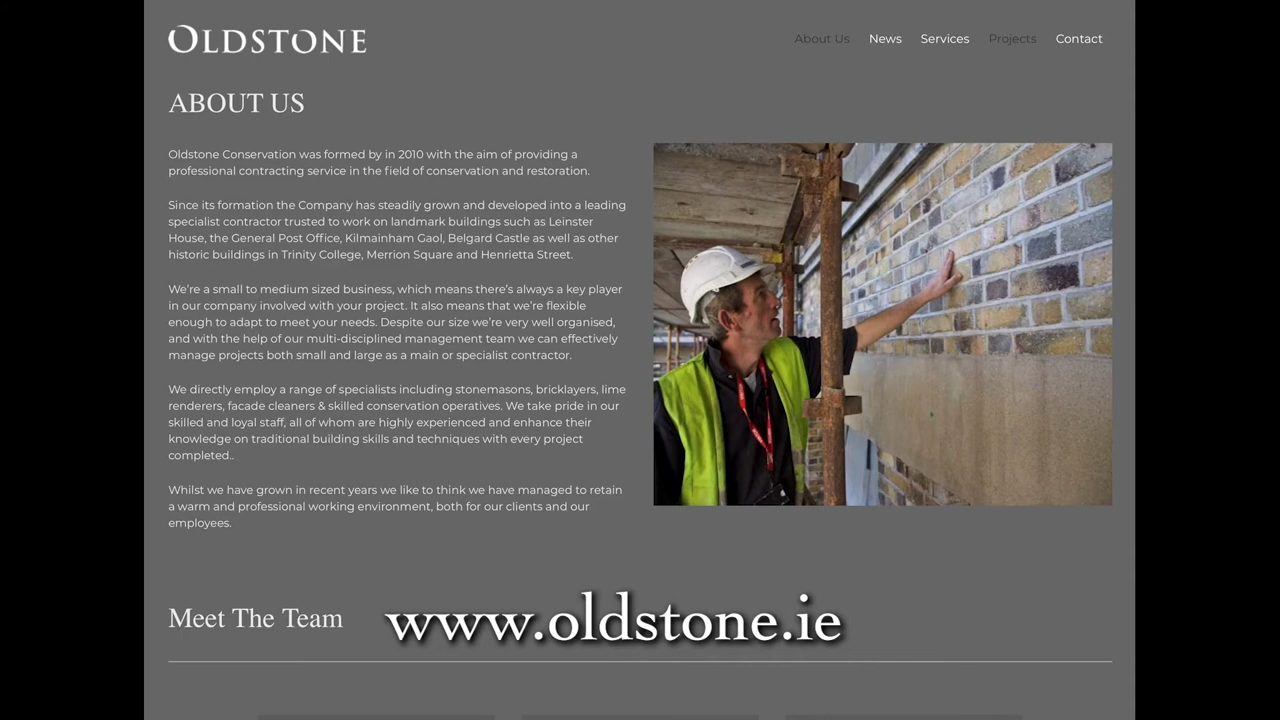 OLDSTONE
About Us News Services Projects Contact
ABOUT US
Oldstone Conservation was formed by in 2010 with the aim of providing a
professional contracting service in the field of conservation and restoration.
Since its formation the Company has steadily grown and developed into a leading
specialist contractor trusted to work on landmark buildings such as Leinster
House, the General Post Office, Kilmainham Gaol, Belgard Castle as well as other
historic buildings in Trinity College, Merrion Square and Henrietta Street.
We’re a small to medium sized business, which means there’s always a key player
in our company involved with your project. It also means that we’re flexible
enough to adapt to meet your needs. Despite our size we’re very well organised,
and with the help of our multi-disciplined management team we can effectively
manage projects both small and large as a main or specialist contractor.
We directly employ a range of specialists including stonemasons, bricklayers, lime
renderers, facade cleaners & skilled conservation operatives. We take pride in our
skilled and loyal staff, all of whom are highly experienced and enhance their
knowledge on traditional building skills and techniques with every project
completed..
Whilst we have grown in recent years we like to think we have managed to retain
a warm and professional working environment, both for our clients and our
employees.
Meet The Team
www.oldstone.ie